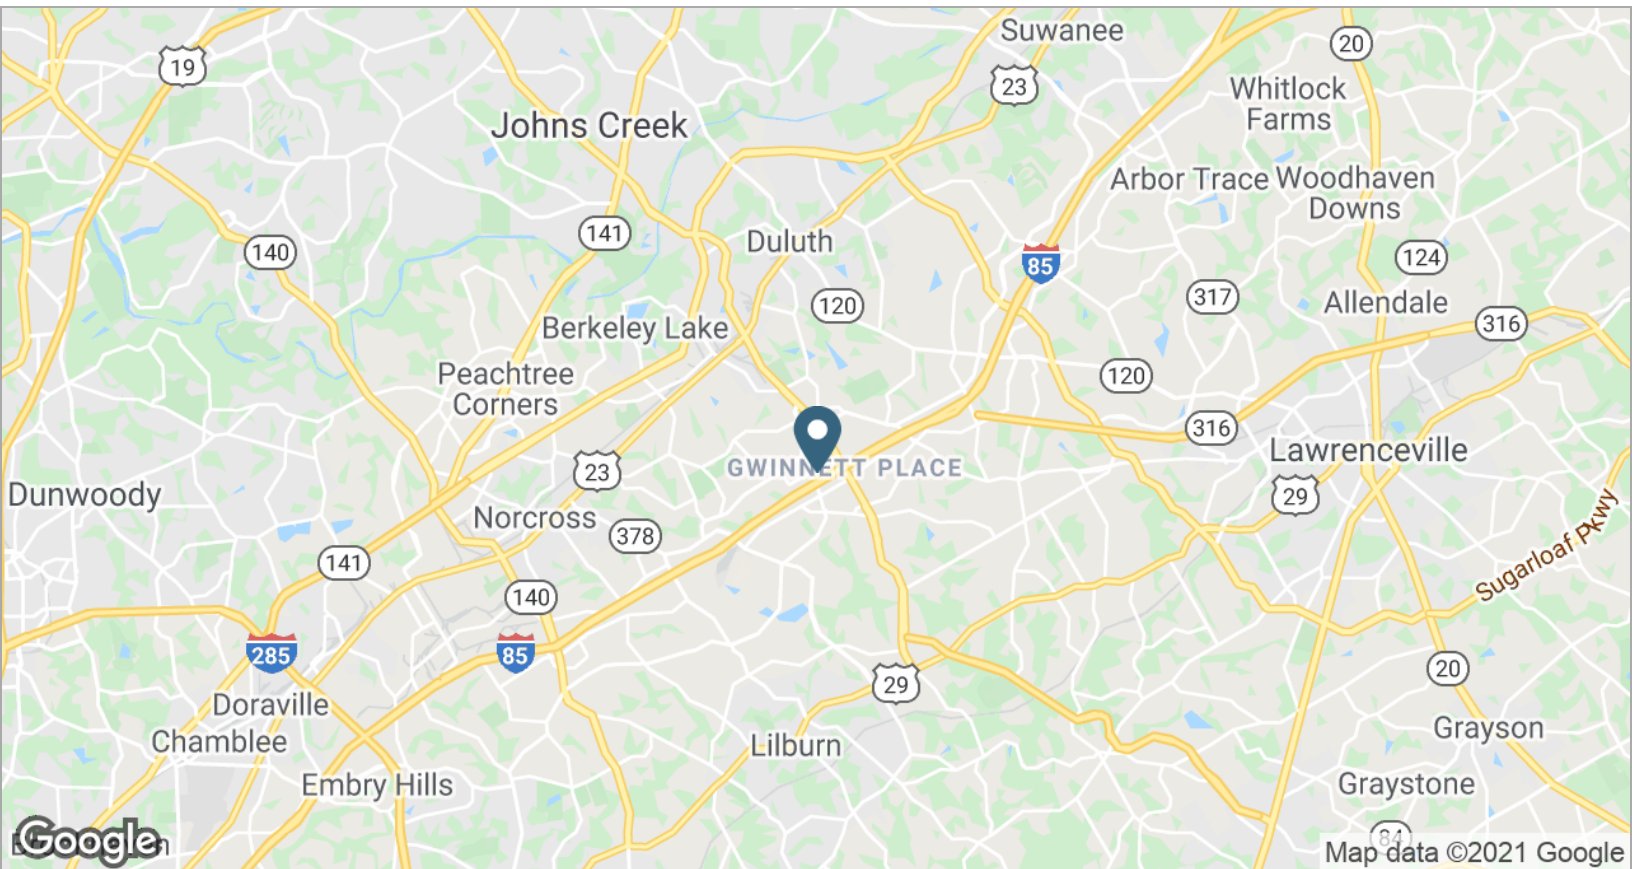 Suwanee
19
20
23
Whitlock
Farms
Johns Creek
Arbor Trace
Woodhaven
Downs
141
Duluth
140
85
124
317
120
Allendale
316
Berkeley Lake
Peachtree
Corners
120
316
Lawrenceville
GWINNETT PLACE
23
Dunwoody
29
Norcross
378
Sugarloaf Pkwy
141
140
285
85
20
29
Doraville
Chamblee
Lilburn
Grayson
Embry Hills
Graystone
84
Google
Map data ©2021 Google